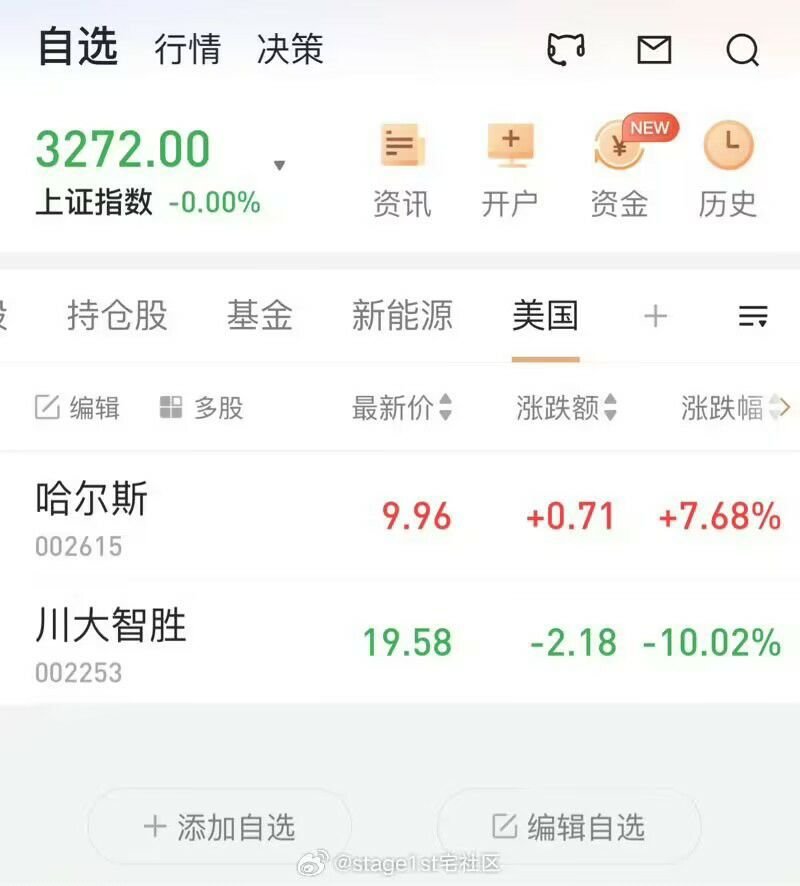 自选 行情 决策
3272.00
上证指数 -0.00%
NEW
资讯 开户 资金 历史
持仓股 基金 新能源 美国
编辑 多股 最新价 涨跌额 涨跌幅
哈尔斯 9.96 +0.71 +7.68%
002615
川大智胜 19.58 -2.18 -10.02%
002253
添加自选 编辑自选
@stage1st宅社区